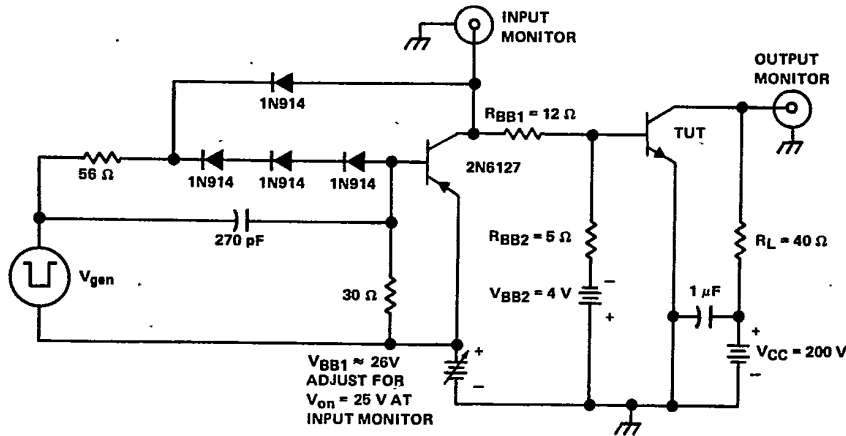 INPUT
MONITOR
OUTPUT
MONITOR
1N914
R_BB1 = 12 Ω
TUT
56 Ω
1N914
1N914
1N914
2N6127
270 pF
R_BB2 = 5 Ω
R_L = 40 Ω
V_gen
30 Ω
V_BB2 = 4 V
1 μF
−
+
+
−
+
−
V_CC = 200 V
V_BB1 ≈ 26V
ADJUST FOR
V_on = 25 V AT
INPUT MONITOR